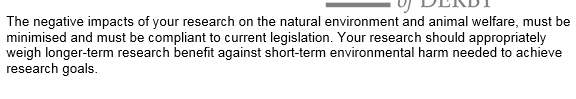 of DERBY
The negative impacts of your research on the natural environment and animal welfare, must be
minimised and must be compliant to current legislation. Your research should appropriately
weigh longer-term research benefit against short-term environmental harm needed to achieve
research goals.